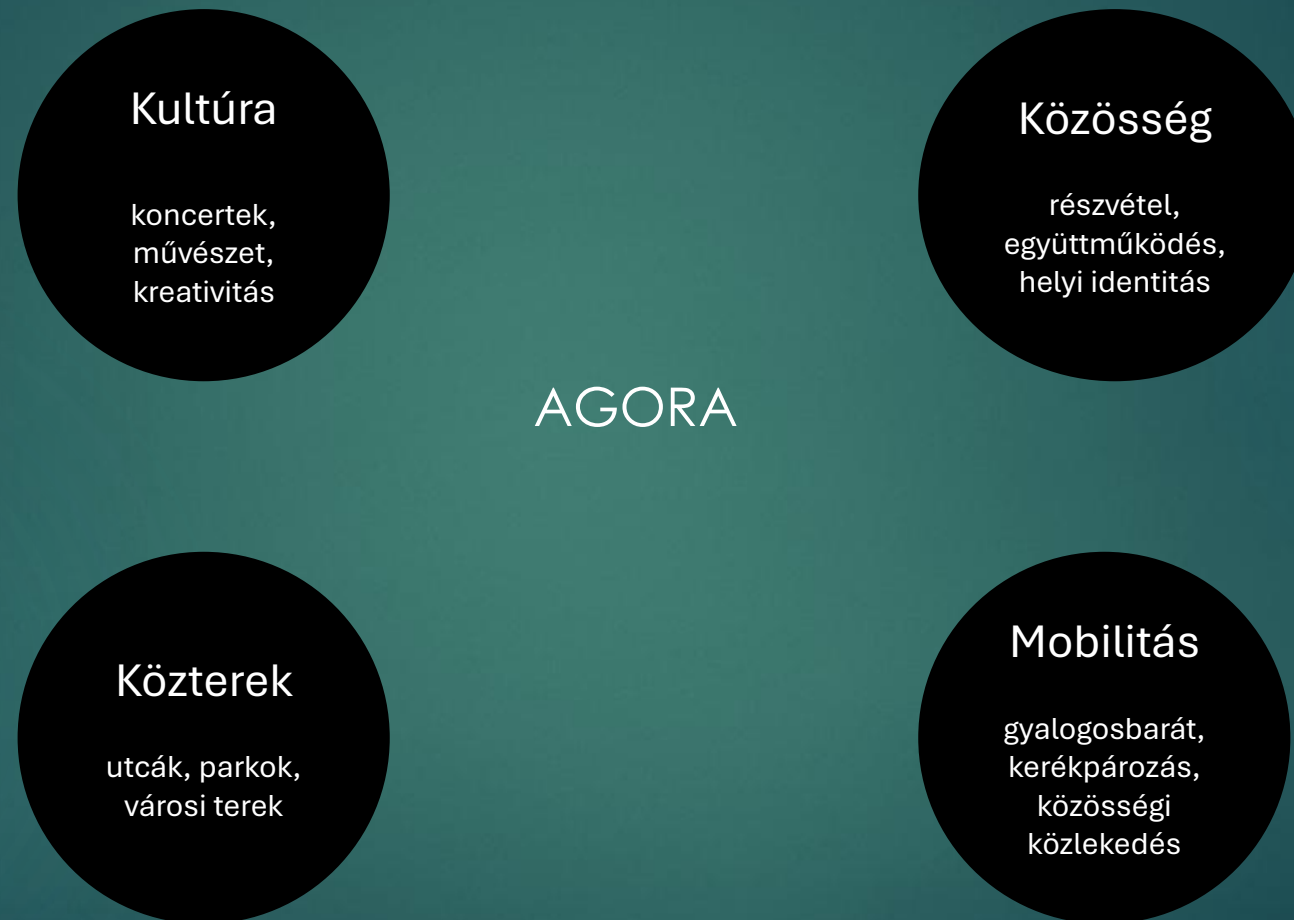 Kultúra
koncertek,
művészet,
kreativitás
Közösség
részvétel,
együttműködés,
helyi identitás
AGORA
Közterek
utcák, parkok,
városi terek
Mobilitás
gyalogosbarát,
kerékpározás,
közösségi
közlekedés